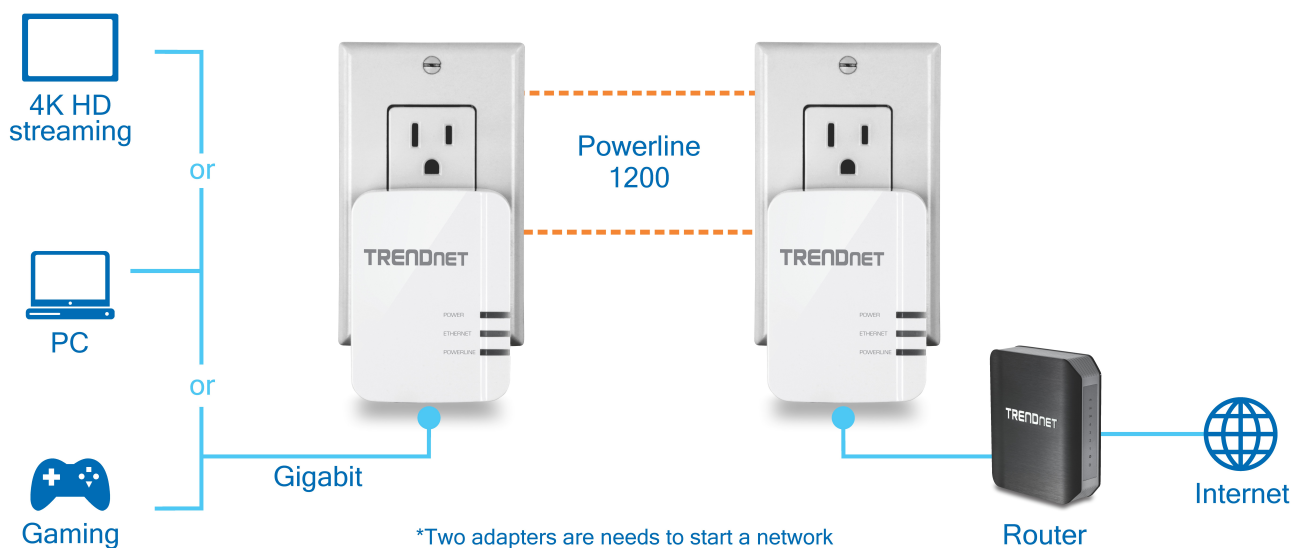 4K HD
streaming
or
PC
or
Gaming
Gigabit
TRENDNET
POWER
ETHERNET
POWERLINE
Powerline
1200
TRENDNET
POWER
ETHERNET
POWERLINE
TRENDNET
Router
Internet
*Two adapters are needs to start a network